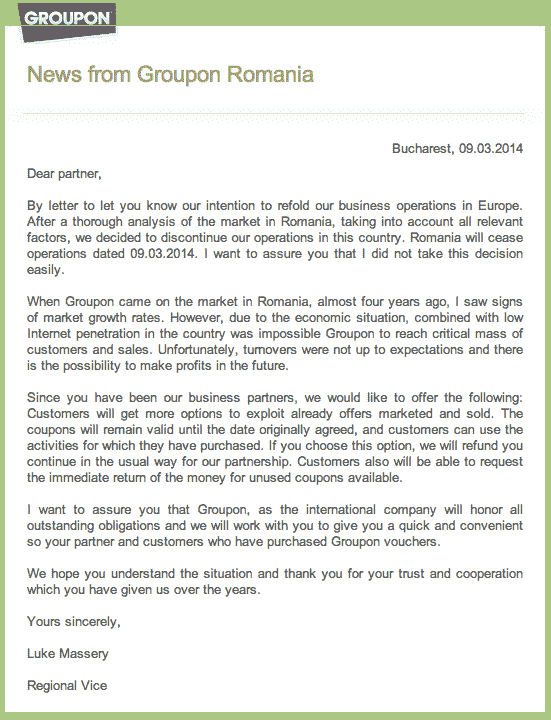 GROUPON
News from Groupon Romania
Bucharest, 09.03.2014
Dear partner,
By letter to let you know our intention to refold our business operations in Europe.
After a thorough analysis of the market in Romania, taking into account all relevant
factors, we decided to discontinue our operations in this country. Romania will cease
operations dated 09.03.2014. I want to assure you that I did not take this decision
easily.
When Groupon came on the market in Romania, almost four years ago, I saw signs
of market growth rates. However, due to the economic situation, combined with low
Internet penetration in the country was impossible Groupon to reach critical mass of
customers and sales. Unfortunately, turnovers were not up to expectations and there
is the possibility to make profits in the future.
Since you have been our business partners, we would like to offer the following:
Customers will get more options to exploit already offers marketed and sold. The
coupons will remain valid until the date originally agreed, and customers can use the
activities for which they have purchased. If you choose this option, we will refund you
continue in the usual way for our partnership. Customers also will be able to request
the immediate return of the money for unused coupons available.
I want to assure you that Groupon, as the international company will honor all
outstanding obligations and we will work with you to give you a quick and convenient
so your partner and customers who have purchased Groupon vouchers.
We hope you understand the situation and thank you for your trust and cooperation
which you have given us over the years.
Yours sincerely,
Luke Massery
Regional Vice